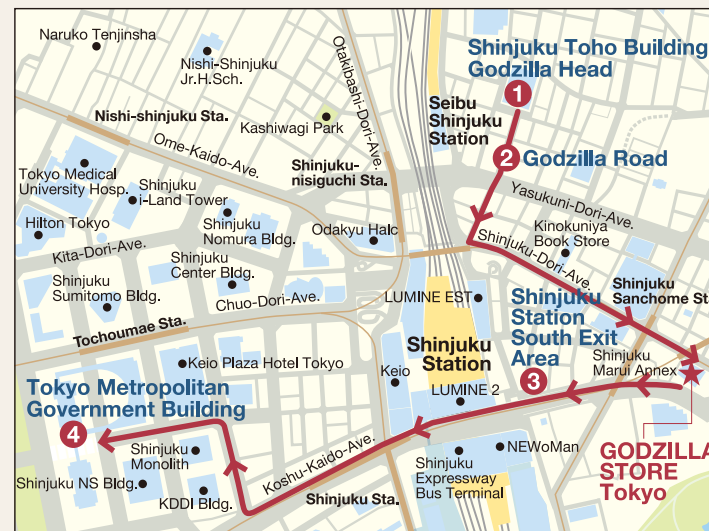 Naruko Tenjinsha
Nishi-Shinjuku
Jr.H.Sch.
Otakibashi-Dori-Ave.
Shinjuku Toho Building
Godzilla Head
1
Nishi-shinjuku Sta.
Kashiwagi Park
Seibu
Shinjuku
Station
Ome-Kaido-Ave.
2
Godzilla Road
Shinjuku-
nisiguchi Sta.
Tokyo Medical
University Hosp.
Shinjuku
i-Land Tower
Yasukuni-Dori-Ave.
Hilton Tokyo
Shinjuku
Nomura Bldg.
Odakyu Halc
Kinokuniya
Book Store
Kita-Dori-Ave.
Shinjuku-Dori-Ave.
Shinjuku
Sumitomo Bldg.
Shinjuku
Center Bldg.
Chuo-Dori-Ave.
LUMINE EST
Shinjuku
Sanchome St
Shinjuku
Station
South Exit
Area
3
Tochoumae Sta.
Shinjuku
Station
Shinjuku
Marui Annex
Keio Plaza Hotel Tokyo
Keio
LUMINE 2
Tokyo Metropolitan
Government Building
4
Koshu-Kaido-Ave.
Shinjuku
Monolith
NEWoMan
GODZILLA
STORE
Tokyo
Shinjuku NS Bldg.
KDDI Bldg.
Shinjuku Sta.
Shinjuku
Expressway
Bus Terminal